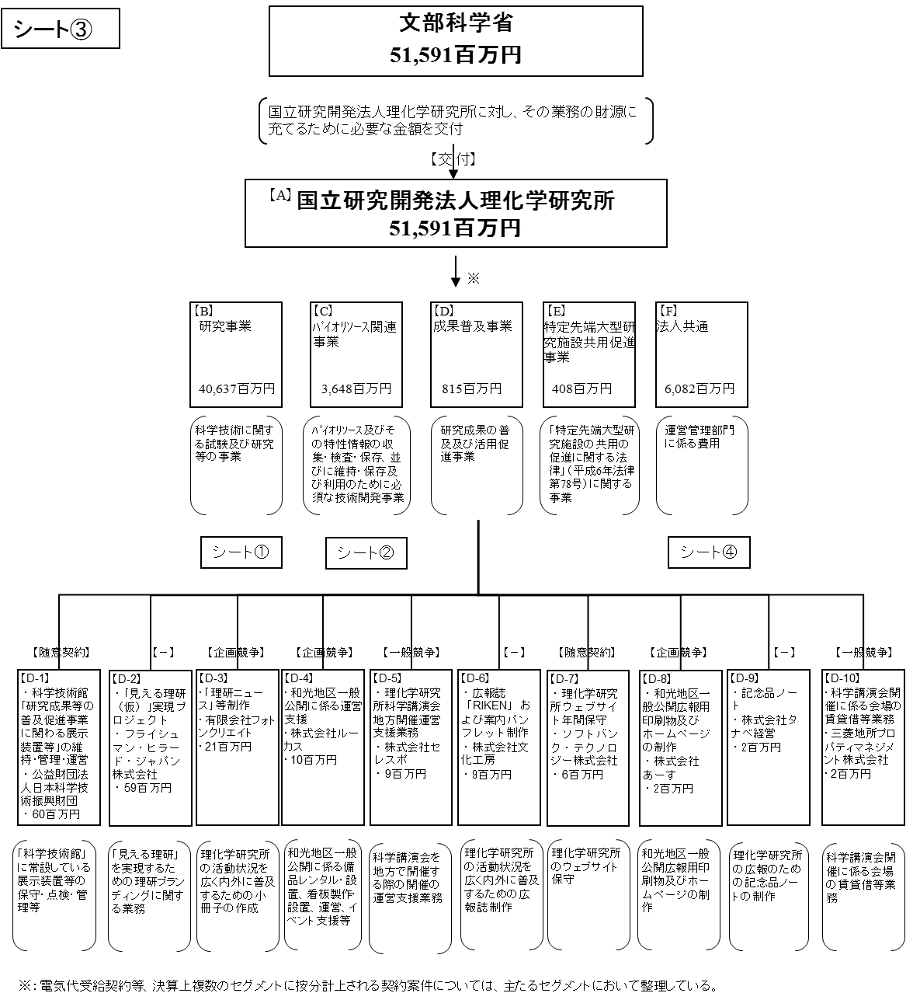 シート③
文部科学省
51,591百万円
国立研究開発法人理化学研究所に対し、その業務の財源に
充てるために必要な金額を交付
【交付】
【A】国立研究開発法人理化学研究所
51,591百万円
※
【B】
研究事業
40,637百万円
【C】
ﾊﾞｲｵﾘｿｰｽ関連
事業
3,648百万円
【D】
成果普及事業
815百万円
【E】
特定先端大型研
究施設共用促進
事業
408百万円
【F】
法人共通
6,082百万円
科学技術に関す
る試験及び研究
等の事業
ﾊﾞｲｵﾘｿｰｽ及びそ
の特性情報の収
集・検査・保存、並
びに維持・保存及
び利用のために必
須な技術開発事業
研究成果の普
及及び活用促
進事業
「特定先端大型研
究施設の共用の
促進に関する法
律」（平成6年法律
第78号）に関する
事業
運営管理部門
に係る費用
シート①
シート②
シート④
【随意契約】
【－】
【企画競争】
【企画競争】
【一般競争】
【－】
【随意契約】
【企画競争】
【－】
【一般競争】
【D-1】
・科学技術館
「研究成果等の
普及促進事業
に関わる展示
装置等」の維
持・管理・運営
・公益財団法
人日本科学技
術振興財団
・60百万円
【D-2】
・「見える理研
（仮）」実現プ
ロジェクト
・フライシュ
マン・ヒラー
ド・ジャパン
株式会社
・59百万円
【D-3】
・「理研ニュー
ス」等制作
・有限会社フォト
ンクリエイト
・21百万円
【D-4】
・和光地区一般
公開に係る運営
支援
・株式会社ルー
カス
・10百万円
【D-5】
・理化学研究
所科学講演会
地方開催運営
支援業務
・株式会社セ
レスポ
・9百万円
【D-6】
・広報誌
「RIKEN」お
よび案内パン
フレット制作
・株式会社文
化工房
・9百万円
【D-7】
・理化学研究
所ウェブサイ
ト年間保守
・ソフトバン
ク・テクノロ
ジー株式会社
・6百万円
【D-8】
・和光地区一
般公開広報用
印刷物及び
ホームページ
の制作
・株式会社
あーす
・2百万円
【D-9】
・記念品ノー
ト
・株式会社タ
ナベ経営
・2百万円
【D-10】
・科学講演会開
催に係る会場の
賃貸借等業務
・三菱地所プロ
パティマネジメ
ント株式会社
・2百万円
「科学技術館」
に常設している
展示装置等の
保守・点検・管
理等
「見える理研」
を実現するた
めの理研ブラン
ディングに関す
る業務
理化学研究所
の活動状況を
広く内外に普及
するための小
冊子の作成
和光地区一般
公開に係る備
品レンタル・設
置、看板製作・
設置、運営、イ
ベント支援等
科学講演会を
地方で開催す
る際の開催の
運営支援業務
理化学研究所
の活動状況を
広く内外に普及
するための広
報誌制作
理化学研究所
のウェブサイト
保守
和光地区一般
公開広報用印
刷物及びホー
ムページの制
作
理化学研究所
の広報のため
の記念品ノー
トの制作
科学講演会開
催に係る会場
の賃貸借等業
務
※：電気代受給契約等、決算上複数のセグメントに按分計上される契約案件については、主たるセグメントにおいて整理している。